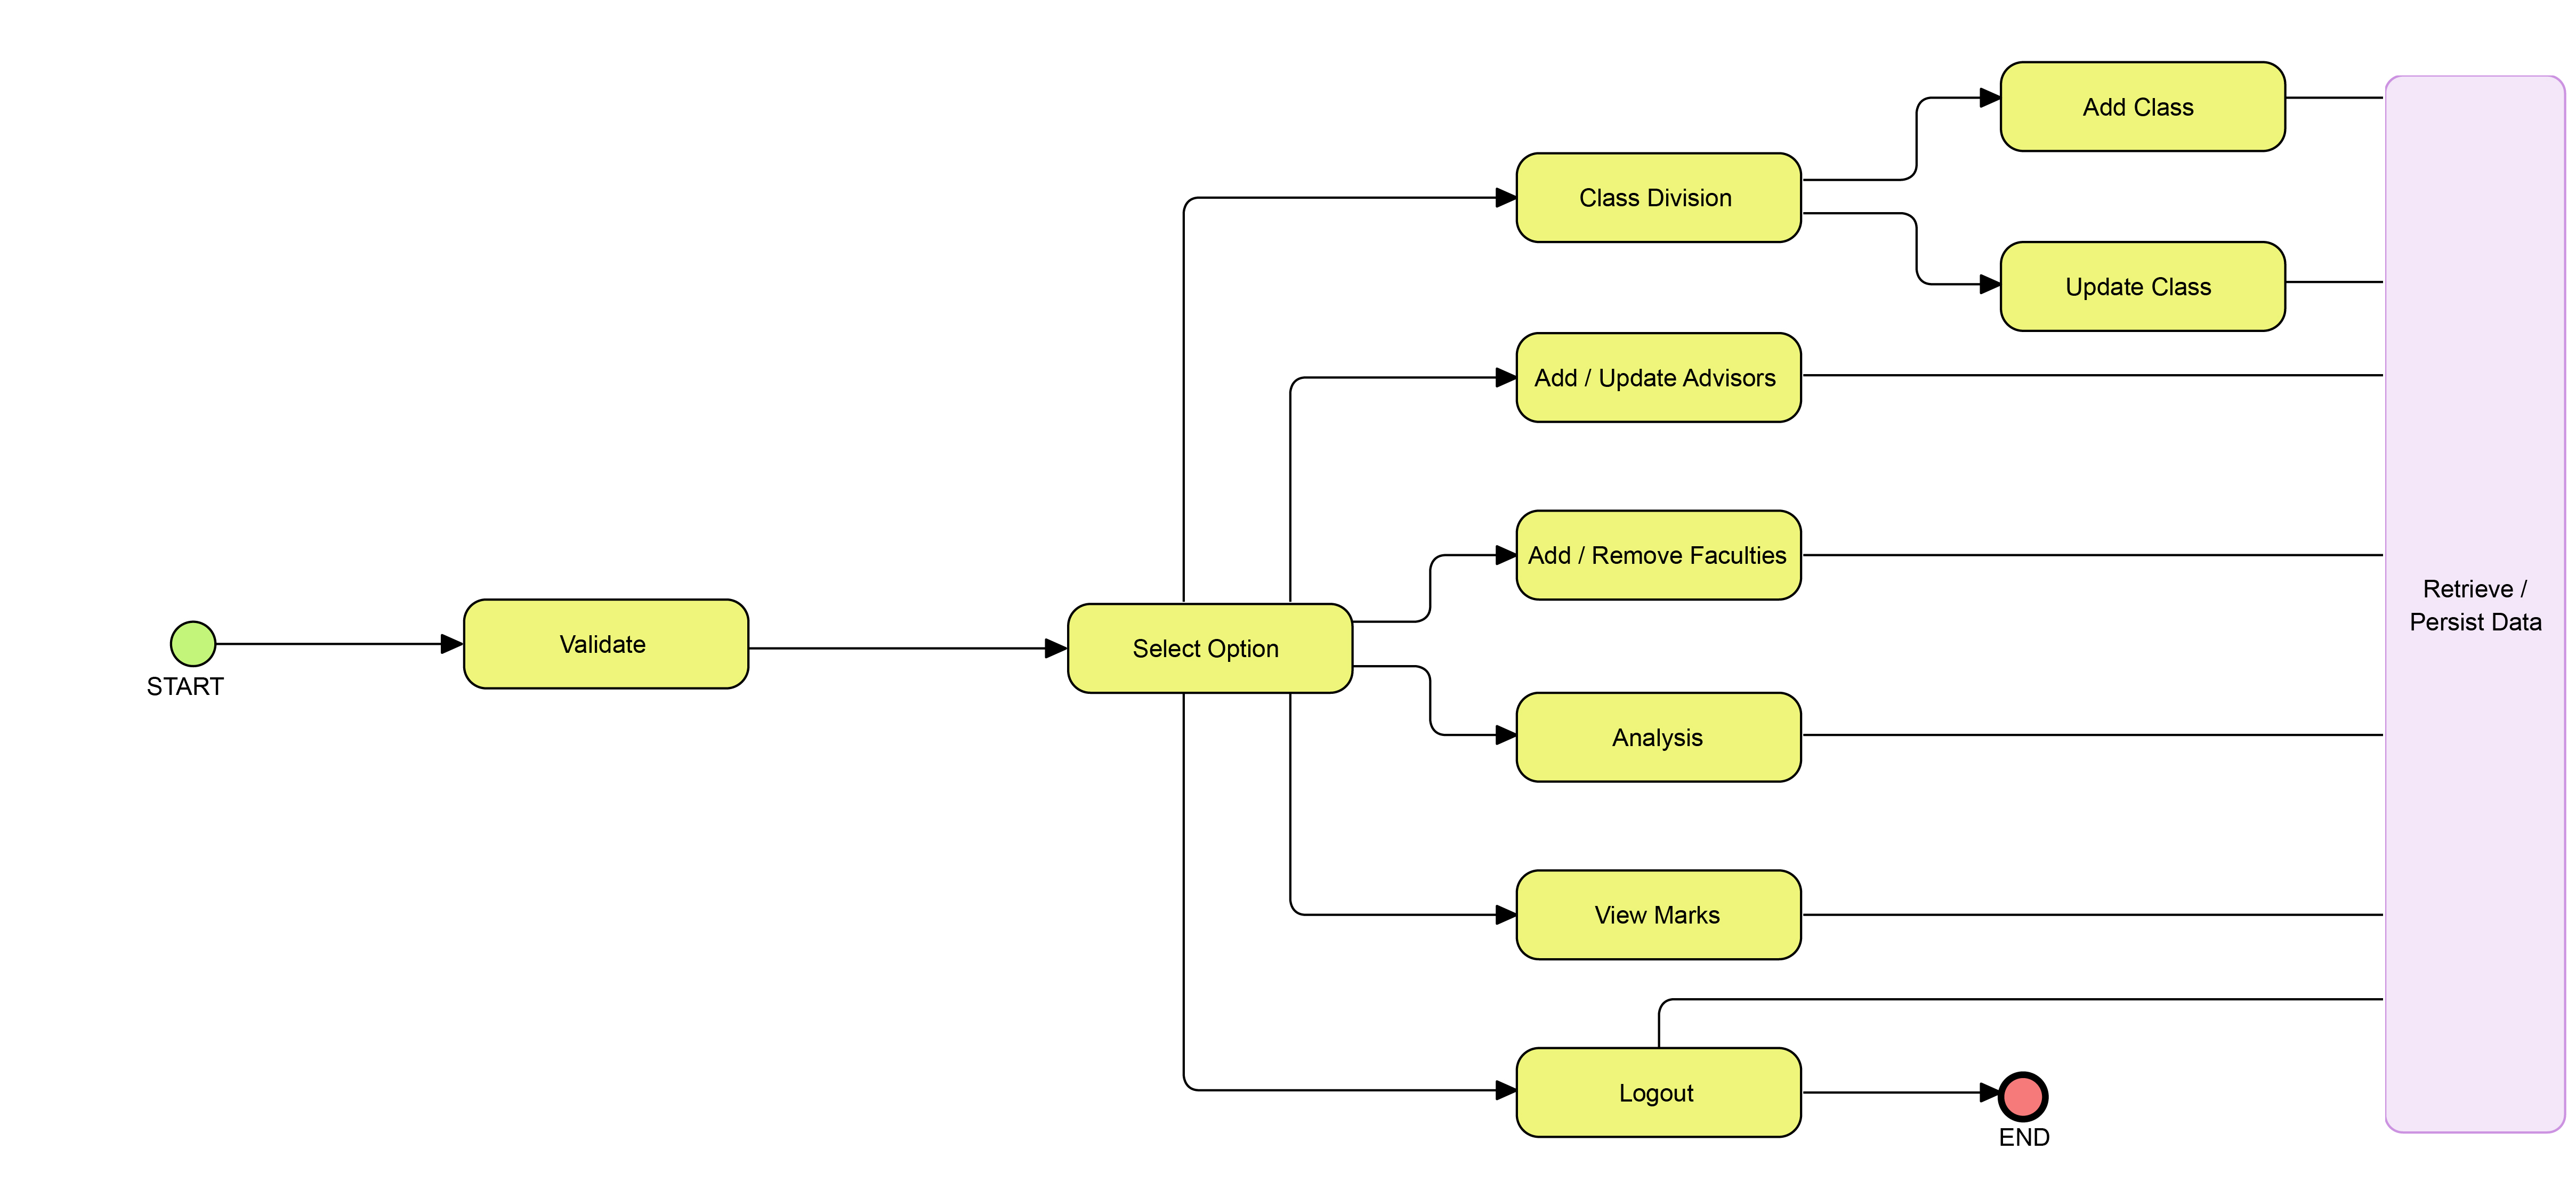 Add Class
Class Division
Update Class
Add / Update Advisors
Add / Remove Faculties
Retrieve /
Persist Data
Validate
Select Option
START
Analysis
View Marks
Logout
END